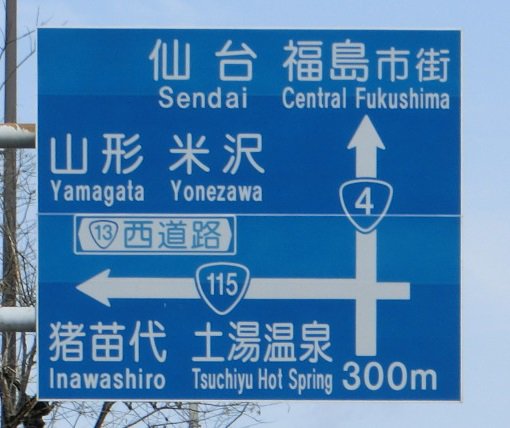 仙台 福島市街
Sendai Central Fukushima
山形 米沢
Yamagata Yonezawa
4
13 西道路
115
猪苗代 土湯温泉
Inawashiro Tsuchiyu Hot Spring 300m